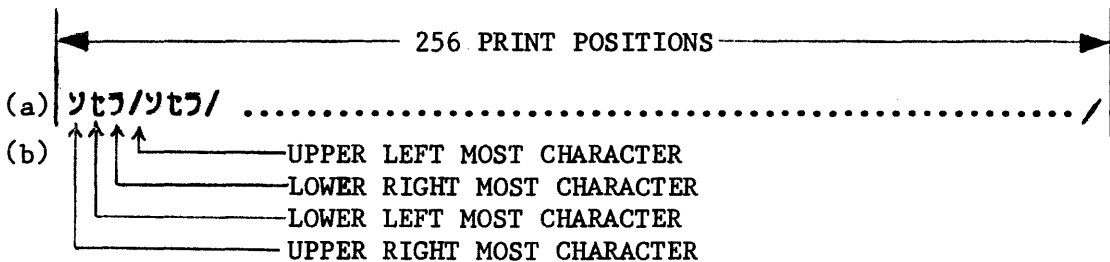 256 PRINT POSITIONS
(a) ソセラ/ソセラ/ ......................................................... /
(b) UPPER LEFT MOST CHARACTER
LOWER RIGHT MOST CHARACTER
LOWER LEFT MOST CHARACTER
UPPER RIGHT MOST CHARACTER